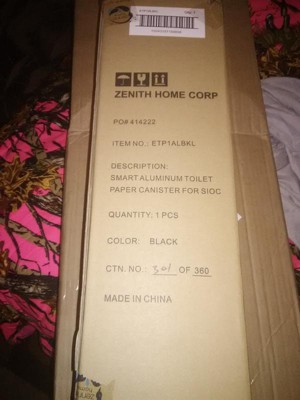 ZENITH HOME CORP
PO# 414222
ITEM NO.: ETP1ALBKL
DESCRIPTION:
SMART ALUMINUM TOILET
PAPER CANISTER FOR SIOC
QUANTITY: 1 PCS
COLOR: BLACK
CTN. NO.: 301 OF 360
MADE IN CHINA